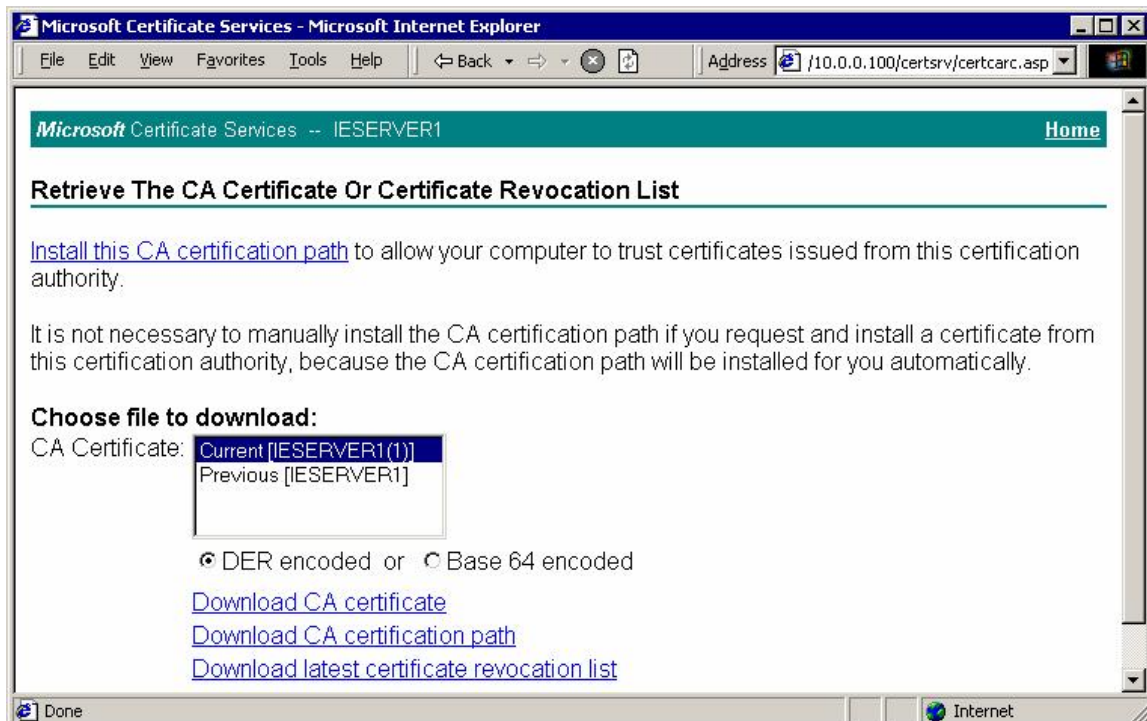 Microsoft Certificate Services - Microsoft Internet Explorer
File Edit View Favorites Tools Help Back Address /10.0.0.100/certsrv/certcarc.asp
Microsoft Certificate Services -- IESERVER1 Home
Retrieve The CA Certificate Or Certificate Revocation List
Install this CA certification path to allow your computer to trust certificates issued from this certification
authority.
It is not necessary to manually install the CA certification path if you request and install a certificate from
this certification authority, because the CA certification path will be installed for you automatically.
Choose file to download:
CA Certificate: Current [IESERVER1(1)]
Previous [IESERVER1]
DER encoded or Base 64 encoded
Download CA certificate
Download CA certification path
Download latest certificate revocation list
Done Internet